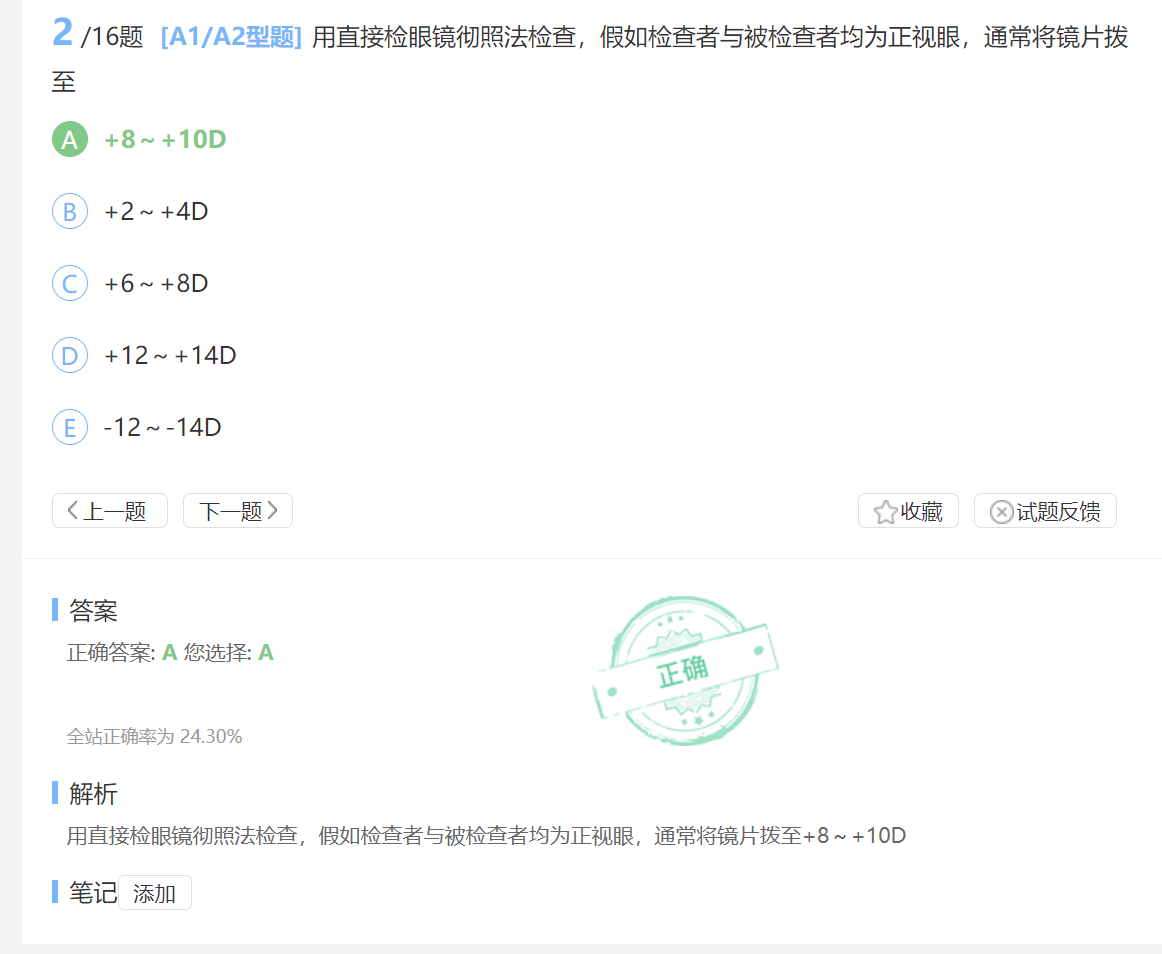 2 /16题 [A1/A2型题] 用直接检眼镜彻照法检查，假如检查者与被检查者均为正视眼，通常将镜片拨
至
A +8～+10D
B +2～+4D
C +6～+8D
D +12～+14D
E -12～-14D
上一题 下一题 收藏 试题反馈
答案
正确答案: A 您选择: A
正确
全站正确率为 24.30%
解析
用直接检眼镜彻照法检查，假如检查者与被检查者均为正视眼，通常将镜片拨至+8～+10D
笔记 添加